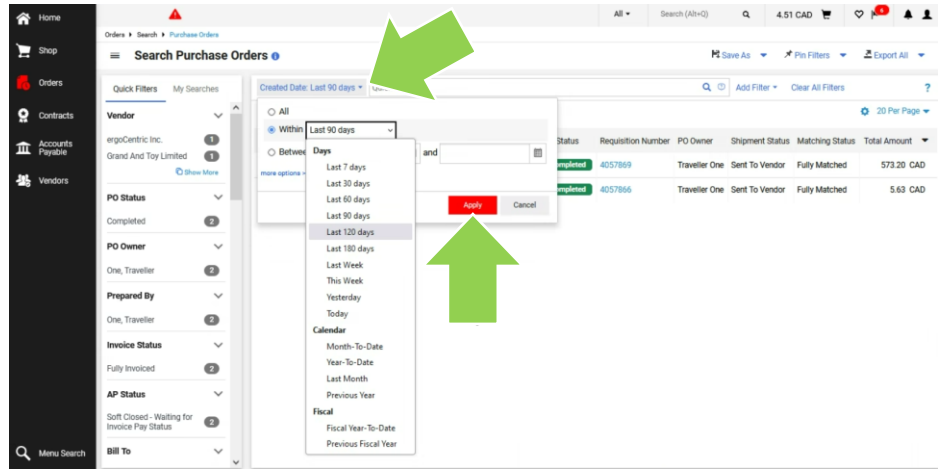 Home
All
Search (Alt+Q)
4.51 CAD
Orders Search Purchase Orders
Shop
Search Purchase Orders
Save As
Pin Filters
Export All
Orders
Quick Filters
My Searches
Created Date: Last 90 days
Add Filter
Clear All Filters
?
Contracts
Vendor
All
20 Per Page
Within Last 90 days
ergoCentric Inc. 1
Status Requisition Number PO Owner Shipment Status Matching Status Total Amount
Accounts
Payable
Grand And Toy Limited 1
and
Days
Show More
Last 7 days
more options >
4057869 Traveller One Sent To Vendor Fully Matched 573.20 CAD
Vendors
Last 30 days
PO Status
Last 60 days
4057866 Traveller One Sent To Vendor Fully Matched 5.63 CAD
Apply
Cancel
Completed 2
Last 90 days
Last 120 days
PO Owner
Last 180 days
One, Traveller 2
Last Week
This Week
Prepared By
Yesterday
Today
One, Traveller 2
Calendar
Invoice Status
Month-To-Date
Year-To-Date
Fully Invoiced 2
Last Month
AP Status
Previous Year
Fiscal
Soft Closed - Waiting for
Invoice Pay Status 2
Fiscal Year-To-Date
Previous Fiscal Year
Menu Search
Bill To